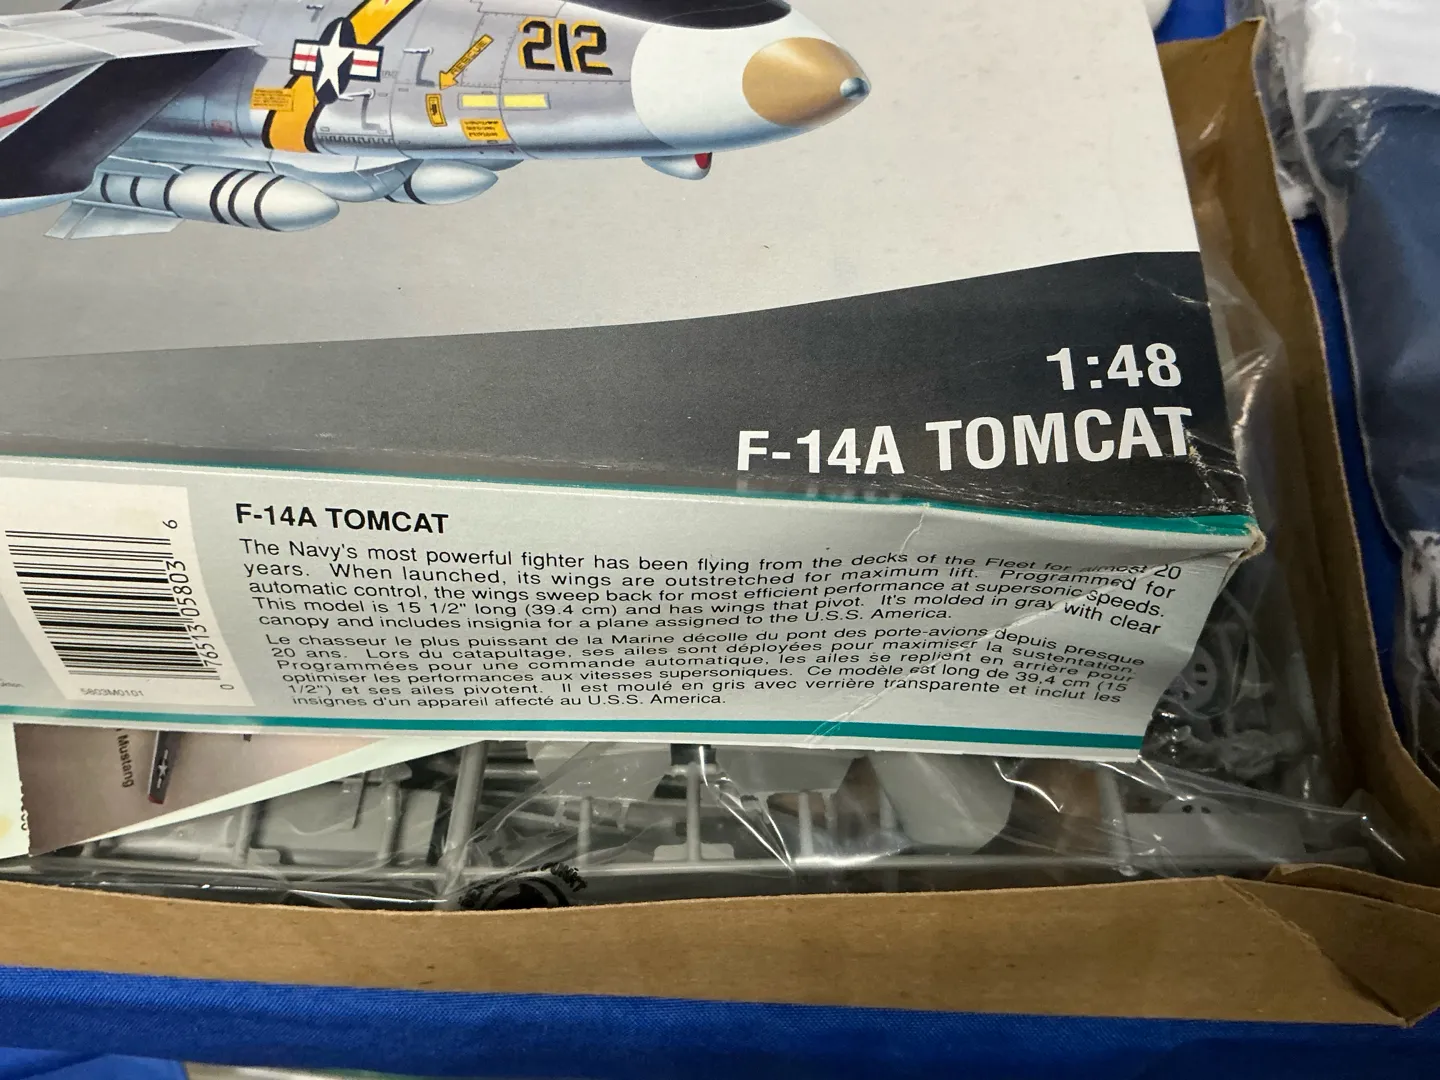 212
RESCUE
1:48
F-14A TOMCAT
F-14A TOMCAT
The Navy's most powerful fighter has been flying from the decks of the Fleet for almost 20
years. When launched, its wings are outstretched for maximum lift. Programmed for
automatic control, the wings sweep back for most efficient performance at supersonic speeds.
This model is 15 1/2" long (39.4 cm) and has wings that pivot. It's molded in gray with clear
canopy and includes insignia for a plane assigned to the U.S.S. America.
Le chasseur le plus puissant de la Marine décolle du pont des porte-avions depuis presque
20 ans. Lors du catapultage, ses ailes sont déployées pour maximiser la sustentation.
Programmées pour une commande automatique, les ailes se replient en arrière pour
optimiser les performances aux vitesses supersoniques. Ce modèle est long de 39,4 cm (15
1/2") et ses ailes pivotent. Il est moulé en gris avec verrière transparente et inclut les
insignes d'un appareil affecté au U.S.S. America.
0 76513 05803 6
5803M0101
Mustang